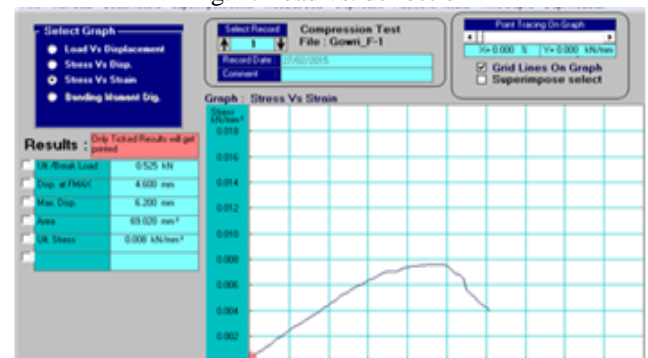 Select Graph
Load Vs Displacement
Stress Vs Disp.
Stress Vs Strain
Banding Moment Dig.
Select Record
1
Compression Test
File : Gowri_F-1
Record Date : 27/02/2015
Comment :
Point Tracing On Graph
X= 0.000 % Y= 0.000 kN/mm
Grid Lines On Graph
Superimpose select
Graph : Stress Vs Strain
Results :
Only Ticked Results will get
printed
Ult./Break Load 0.525 kN
Disp. at FMAX 4.600 mm
Max. Disp. 6.200 mm
Area 69.020 mm²
Ult. Stress 0.008 kN/mm²
Stress
kN/mm²
0.018
0.016
0.014
0.012
0.010
0.008
0.006
0.004
0.002